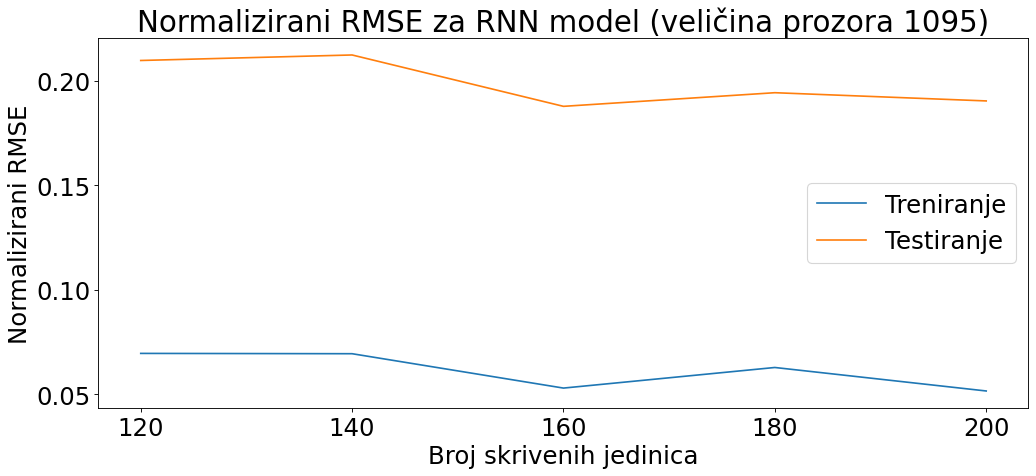 Normalizirani RMSE za RNN model (veličina prozora 1095)
Normalizirani RMSE
0.20
0.15
0.10
0.05
Treniranje
Testiranje
120 140 160 180 200
Broj skrivenih jedinica